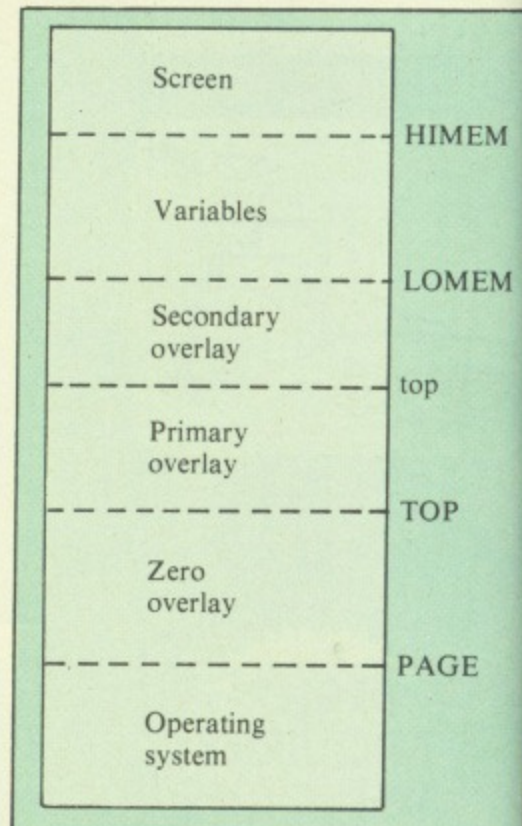 Screen
HIMEM
Variables
LOMEM
Secondary
overlay
top
Primary
overlay
TOP
Zero
overlay
PAGE
Operating
system